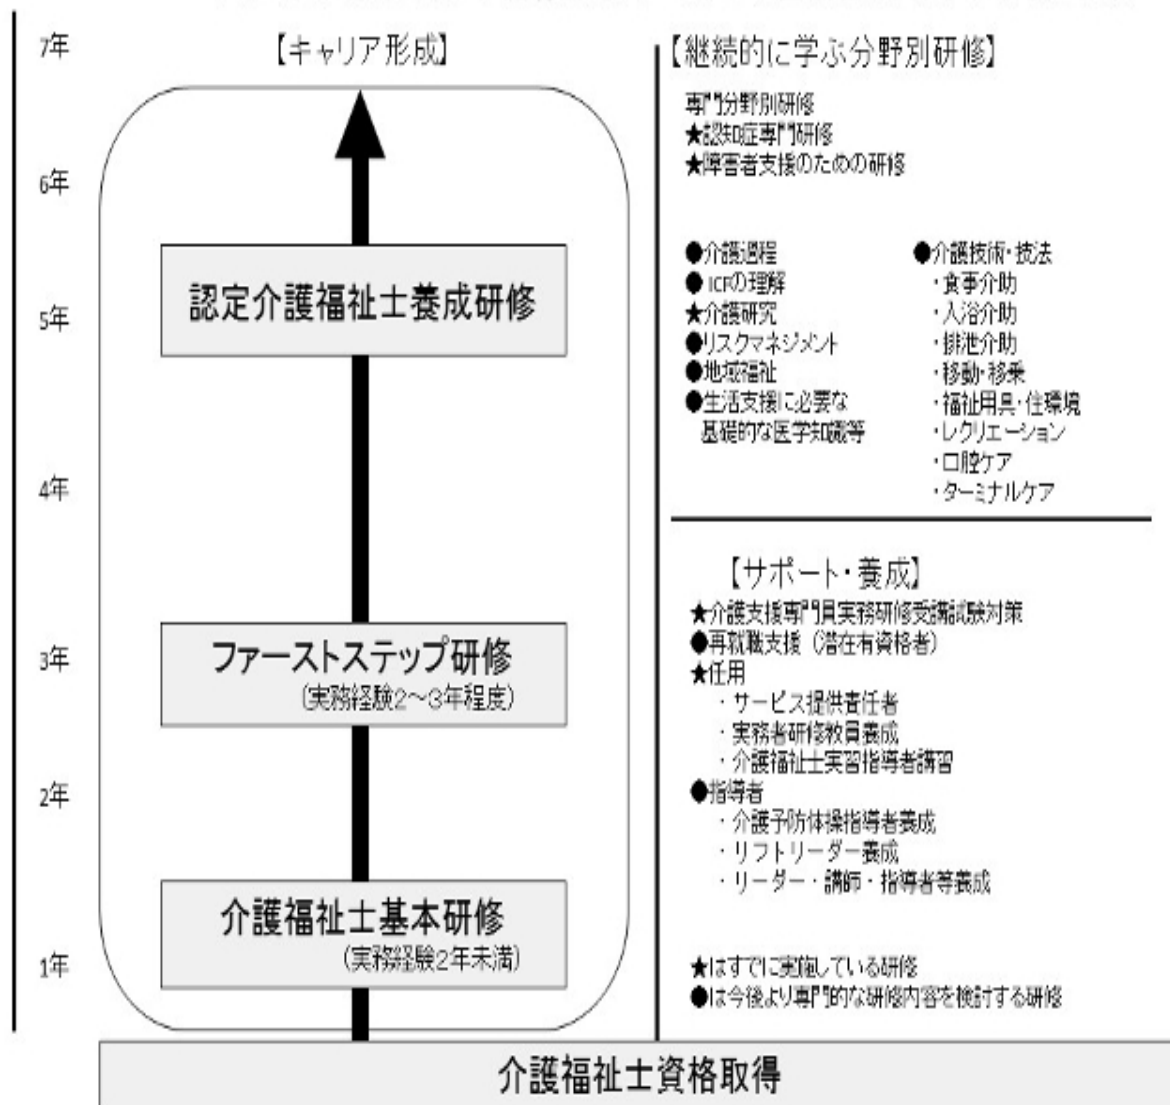 7年
6年
5年
4年
3年
2年
1年
【キャリア形成】
認定介護福祉士養成研修
ファーストステップ研修
(実務経験2～3年程度)
介護福祉士基本研修
(実務経験2年未満)
【継続的に学ぶ分野別研修】
専門分野別研修
★認知症専門研修
★障害者支援のための研修
●介護過程
●ICFの理解
★介護研究
●リスクマネジメント
●地域福祉
●生活支援に必要な
基礎的な医学知識等
●介護技術・技法
・食事介助
・入浴介助
・排泄介助
・移動・移乗
・福祉用具・住環境
・レクリエーション
・口腔ケア
・ターミナルケア
【サポート・養成】
★介護支援専門員実務研修受講試験対策
●再就職支援（潜在有資格者）
★任用
・サービス提供責任者
・実務者研修教員養成
・介護福祉士実習指導者講習
●指導者
・介護予防体操指導者養成
・リフトリーダー養成
・リーダー・講師・指導者等養成
★はすでに実施している研修
●は今後より専門的な研修内容を検討する研修
介護福祉士資格取得